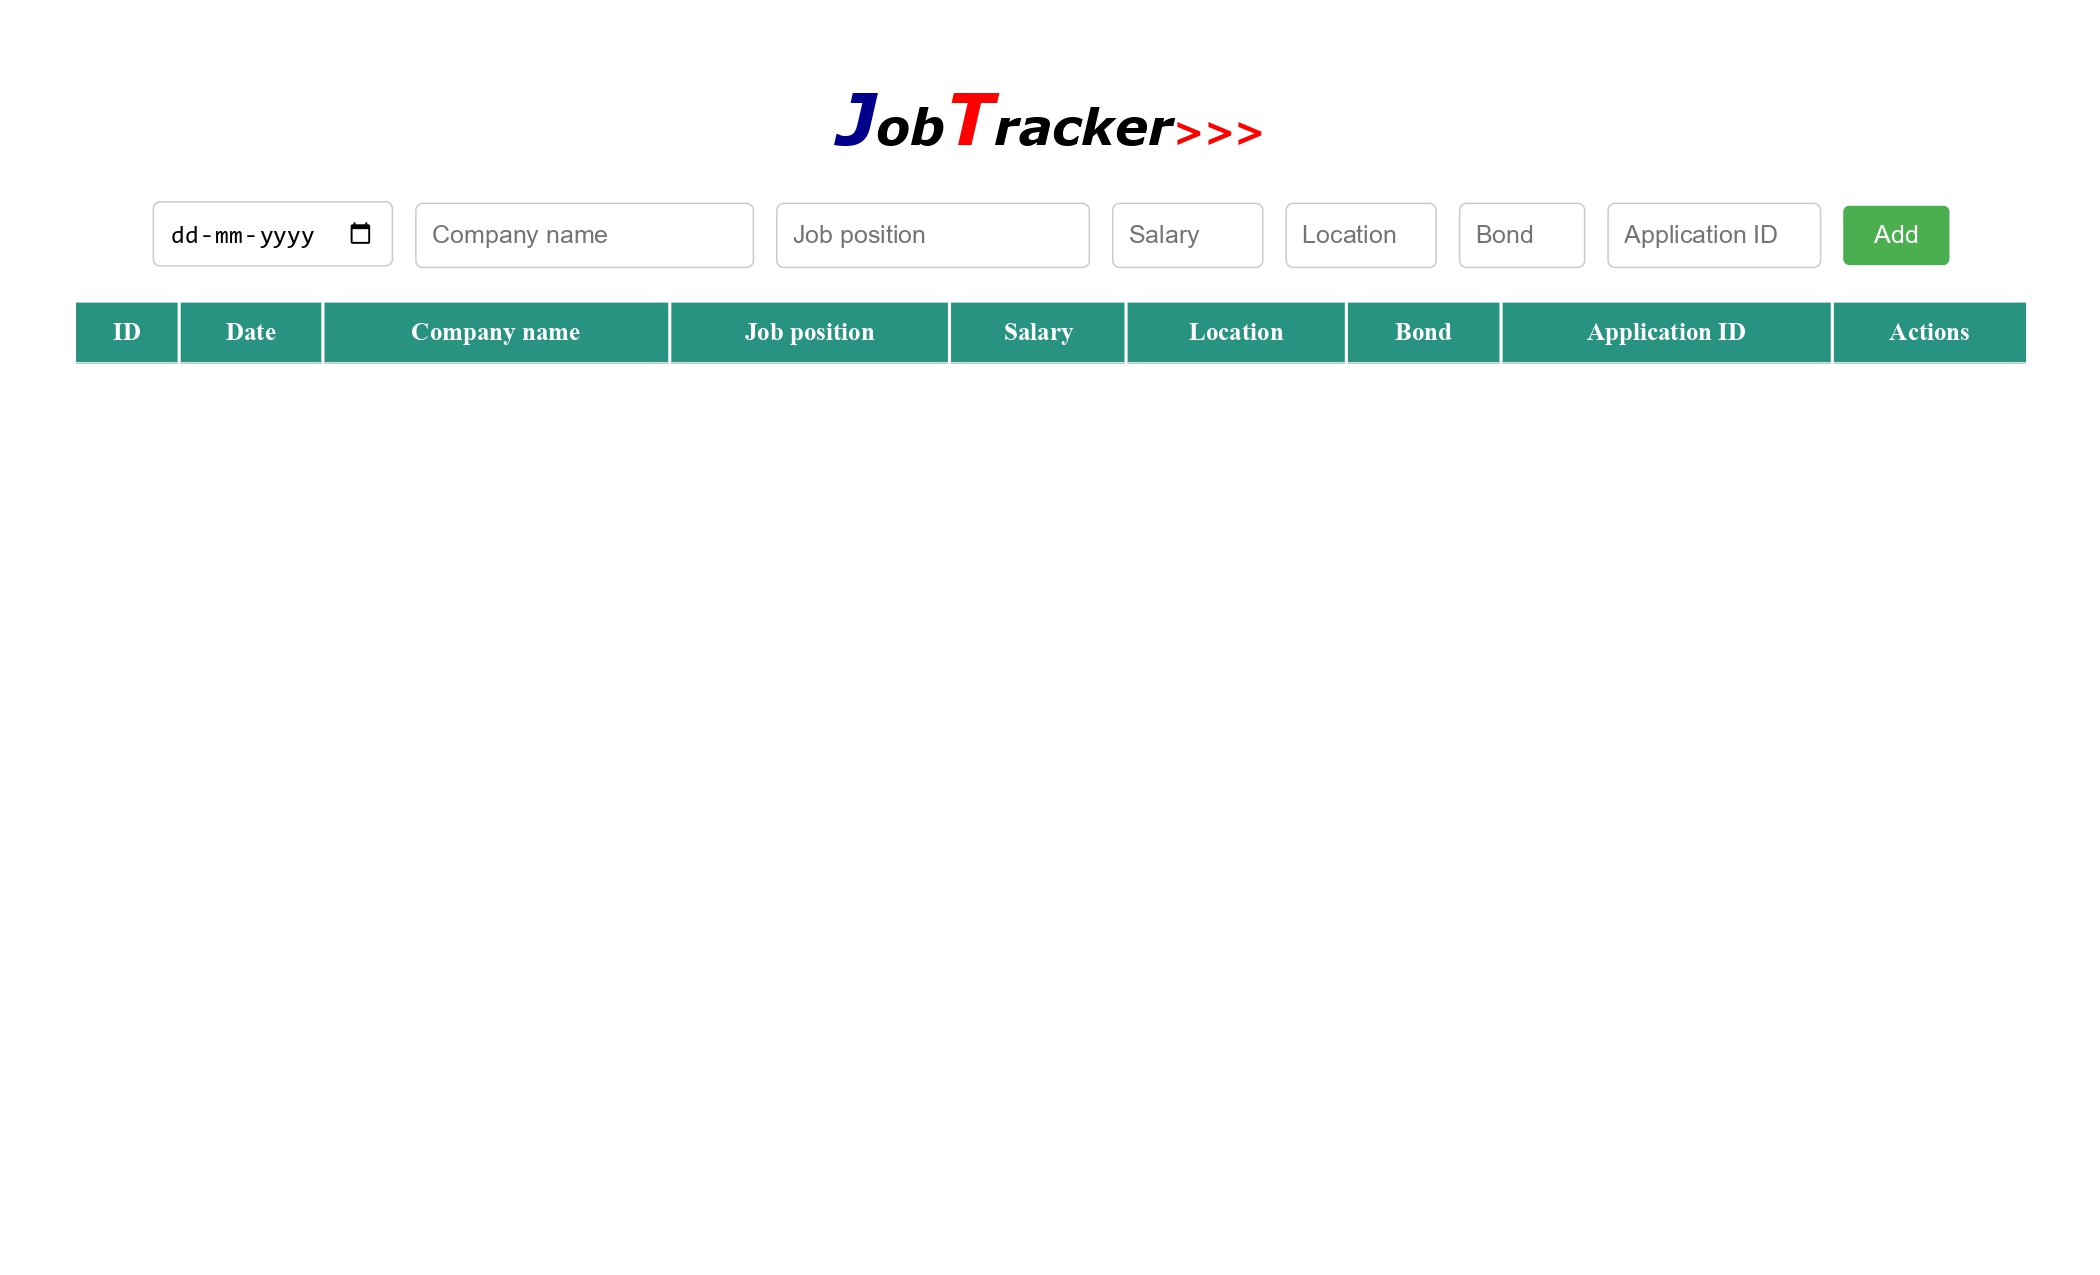 JobTracker>>>
dd-mm-yyyy Company name Job position Salary Location Bond Application ID Add
ID Date Company name Job position Salary Location Bond Application ID Actions